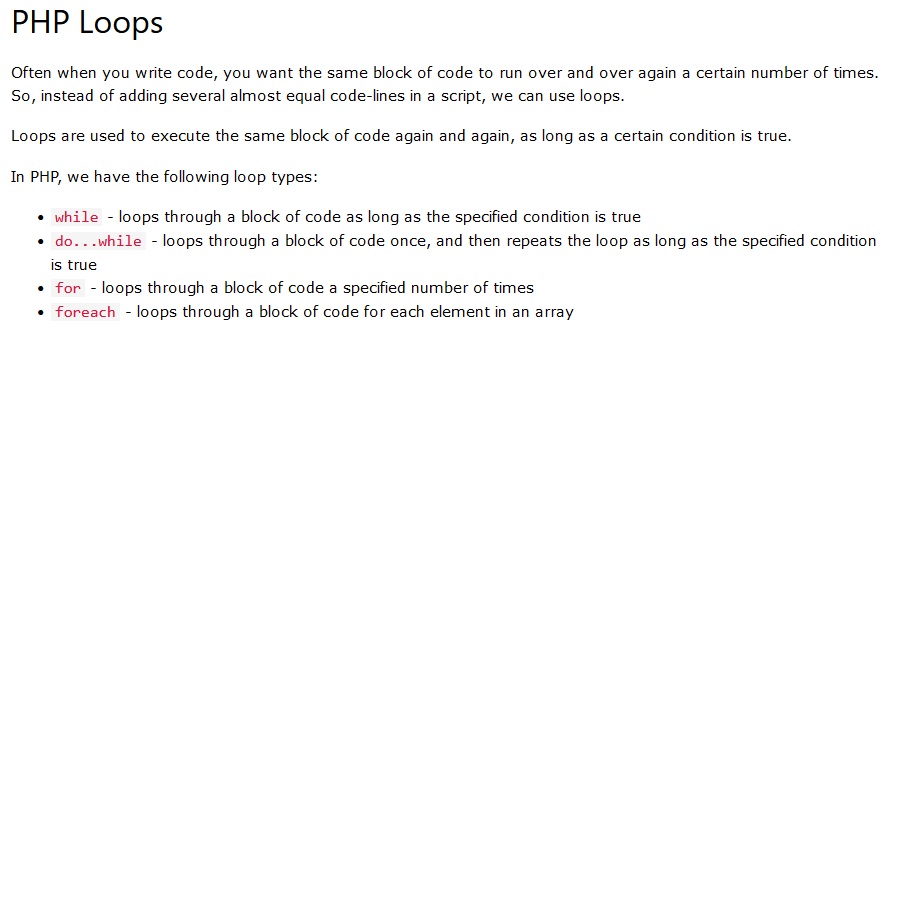 PHP Loops
Often when you write code, you want the same block of code to run over and over again a certain number of times.
So, instead of adding several almost equal code-lines in a script, we can use loops.
Loops are used to execute the same block of code again and again, as long as a certain condition is true.
In PHP, we have the following loop types:
• while - loops through a block of code as long as the specified condition is true
• do...while - loops through a block of code once, and then repeats the loop as long as the specified condition
is true
• for - loops through a block of code a specified number of times
• foreach - loops through a block of code for each element in an array